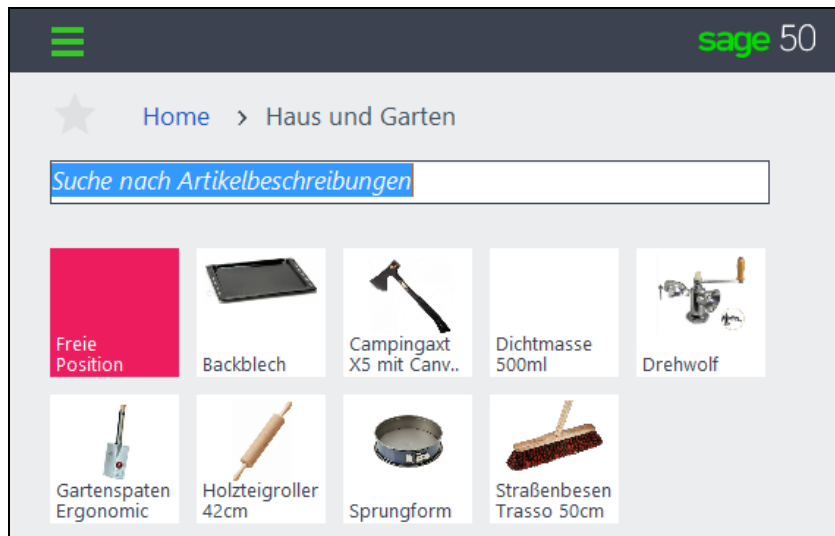 sage 50
Home > Haus und Garten
Suche nach Artikelbeschreibungen
Freie
Position
Backblech
Campingaxt
X5 mit Canv..
Dichtmasse
500ml
Drehwolf
Gartenspaten
Ergonomic
Holzteigroller
42cm
Sprungform
Straßenbesen
Trasso 50cm